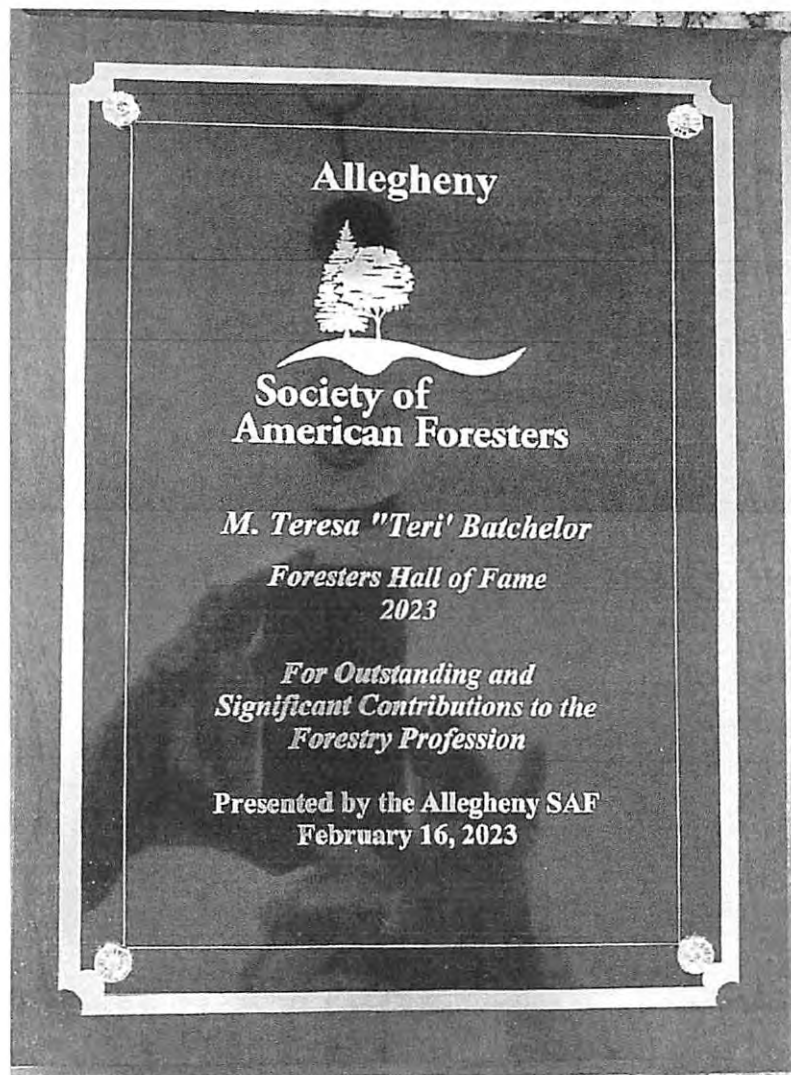 Allegheny
Society of
American Foresters
M. Teresa "Teri' Batchelor
Foresters Hall of Fame
2023
For Outstanding and
Significant Contributions to the
Forestry Profession
Presented by the Allegheny SAF
February 16, 2023